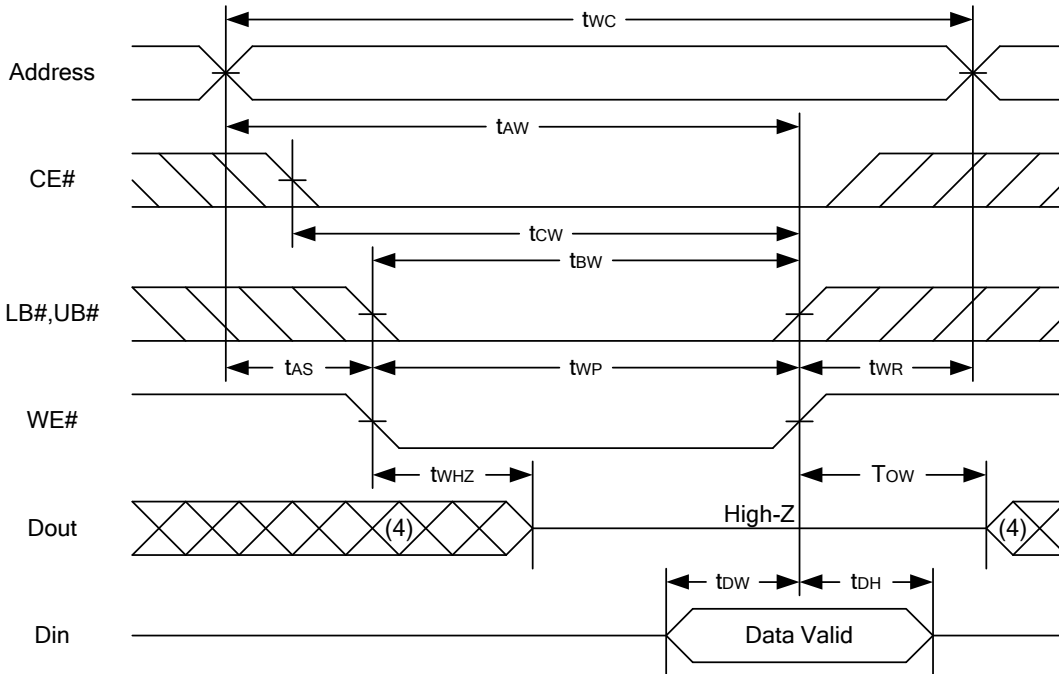 tWC
Address
tAW
CE#
tCW
tBW
LB#,UB#
tAS
tWP
tWR
WE#
tWHZ
TOW
Dout
(4)
High-Z
(4)
tDW
tDH
Din
Data Valid